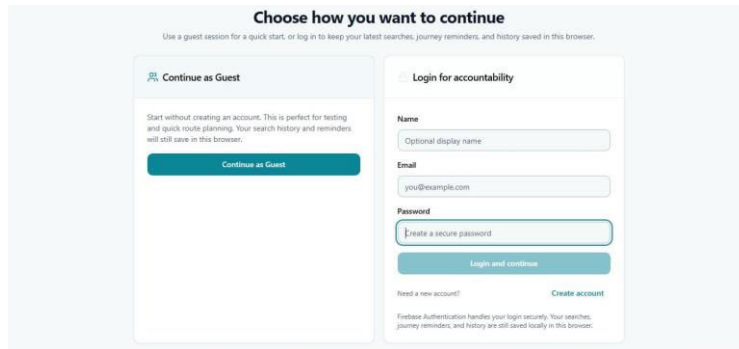 Choose how you want to continue
Use a guest session for a quick start, or log in to keep your latest searches, journey reminders, and history saved in this browser.
Continue as Guest
Start without creating an account. This is perfect for testing
and quick route planning. Your search history and reminders
will still save in this browser.
Continue as Guest
Login for accountability
Name
Optional display name
Email
you@example.com
Password
Create a secure password
Login and continue
Need a new account? Create account
Firebase Authentication handles your login securely. Your searches,
journey reminders, and history are still saved locally in this browser.